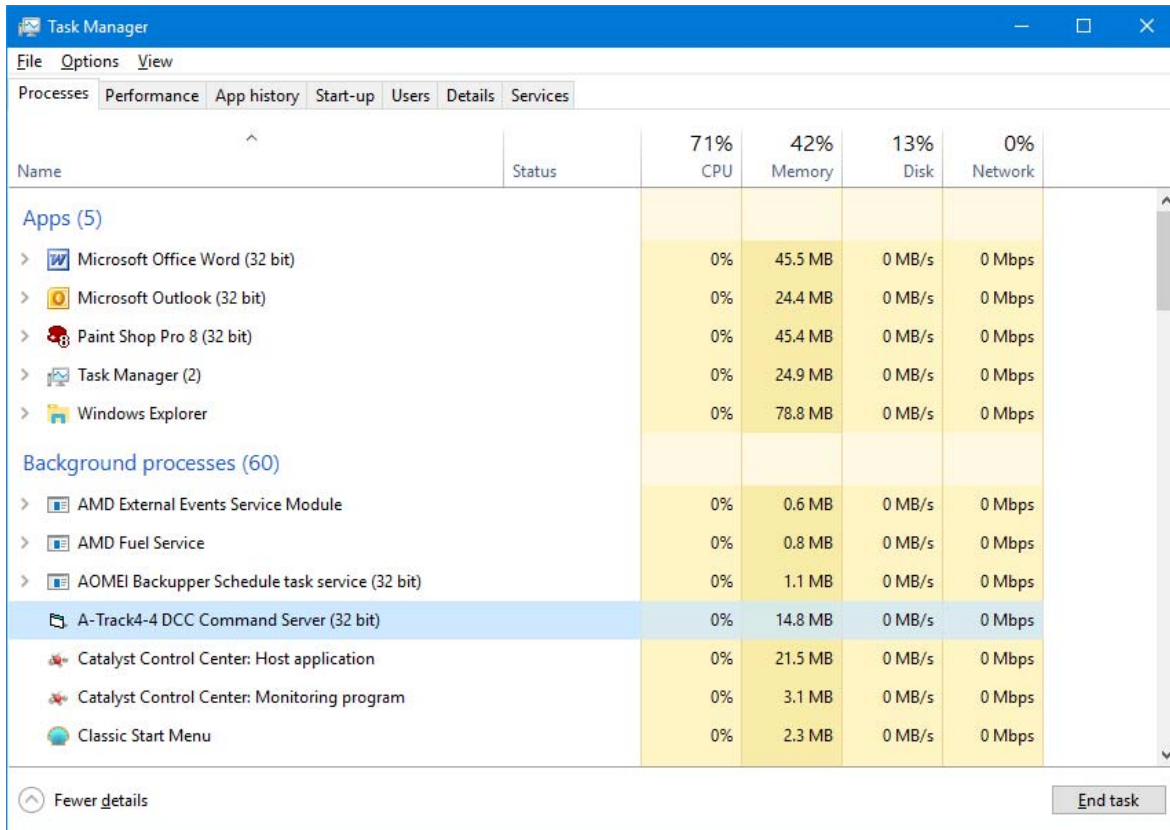 Task Manager
File Options View
Processes Performance App history Start-up Users Details Services
71% 42% 13% 0%
Name Status CPU Memory Disk Network
Apps (5)
Microsoft Office Word (32 bit) 0% 45.5 MB 0 MB/s 0 Mbps
Microsoft Outlook (32 bit) 0% 24.4 MB 0 MB/s 0 Mbps
Paint Shop Pro 8 (32 bit) 0% 45.4 MB 0 MB/s 0 Mbps
Task Manager (2) 0% 24.9 MB 0 MB/s 0 Mbps
Windows Explorer 0% 78.8 MB 0 MB/s 0 Mbps
Background processes (60)
AMD External Events Service Module 0% 0.6 MB 0 MB/s 0 Mbps
AMD Fuel Service 0% 0.8 MB 0 MB/s 0 Mbps
AOMEI Backupper Schedule task service (32 bit) 0% 1.1 MB 0 MB/s 0 Mbps
A-Track4-4 DCC Command Server (32 bit) 0% 14.8 MB 0 MB/s 0 Mbps
Catalyst Control Center: Host application 0% 21.5 MB 0 MB/s 0 Mbps
Catalyst Control Center: Monitoring program 0% 3.1 MB 0 MB/s 0 Mbps
Classic Start Menu 0% 2.3 MB 0 MB/s 0 Mbps
Fewer details End task